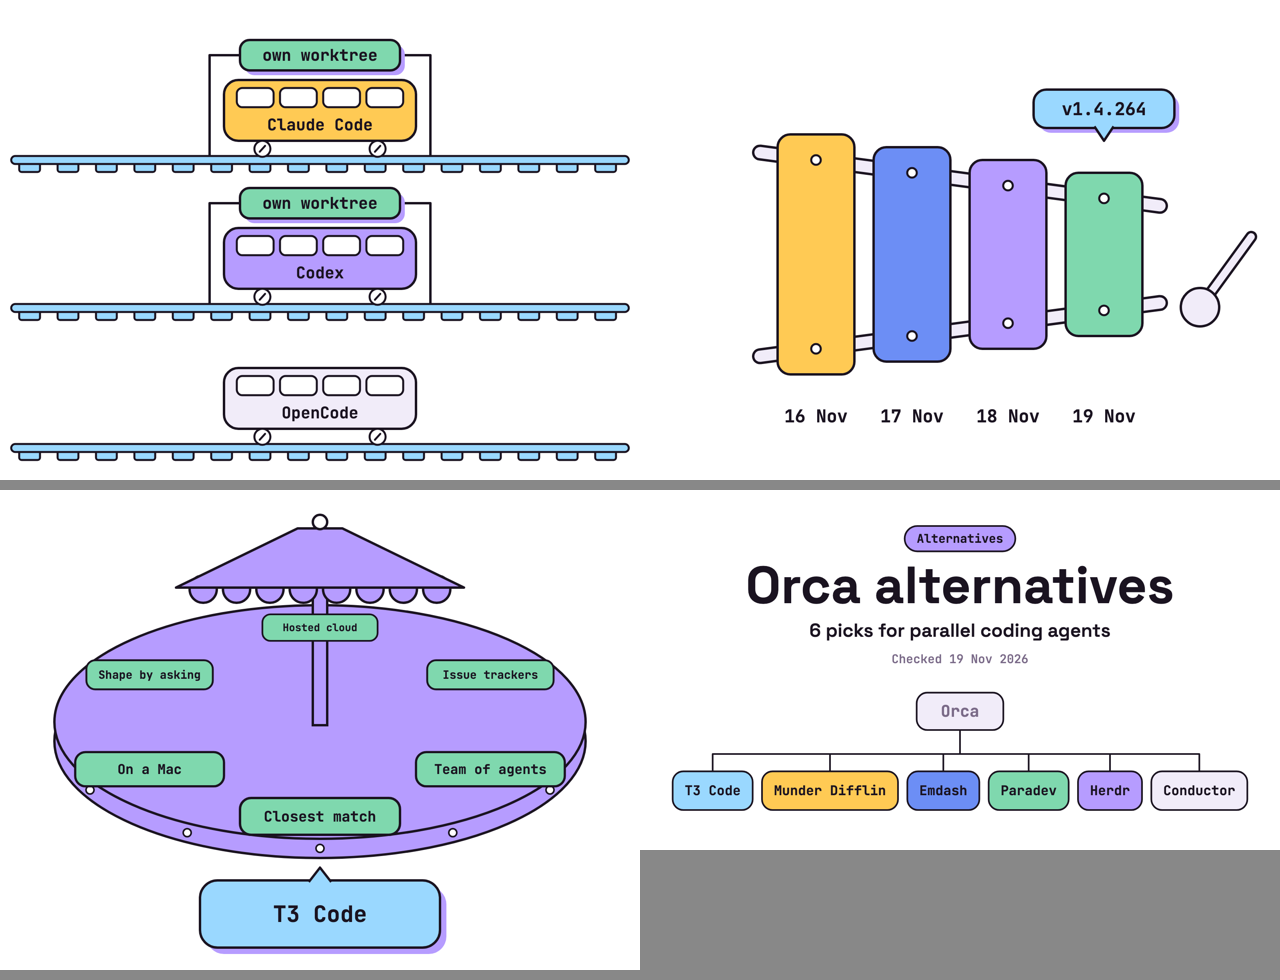 own worktree
Claude Code
own worktree
Codex
OpenCode
v1.4.264
16 Nov 17 Nov 18 Nov 19 Nov
Hosted cloud
Shape by asking
Issue trackers
On a Mac
Team of agents
Closest match
T3 Code
Alternatives
Orca alternatives
6 picks for parallel coding agents
Checked 19 Nov 2026
Orca
T3 Code Munder Difflin Emdash Paradev Herdr Conductor